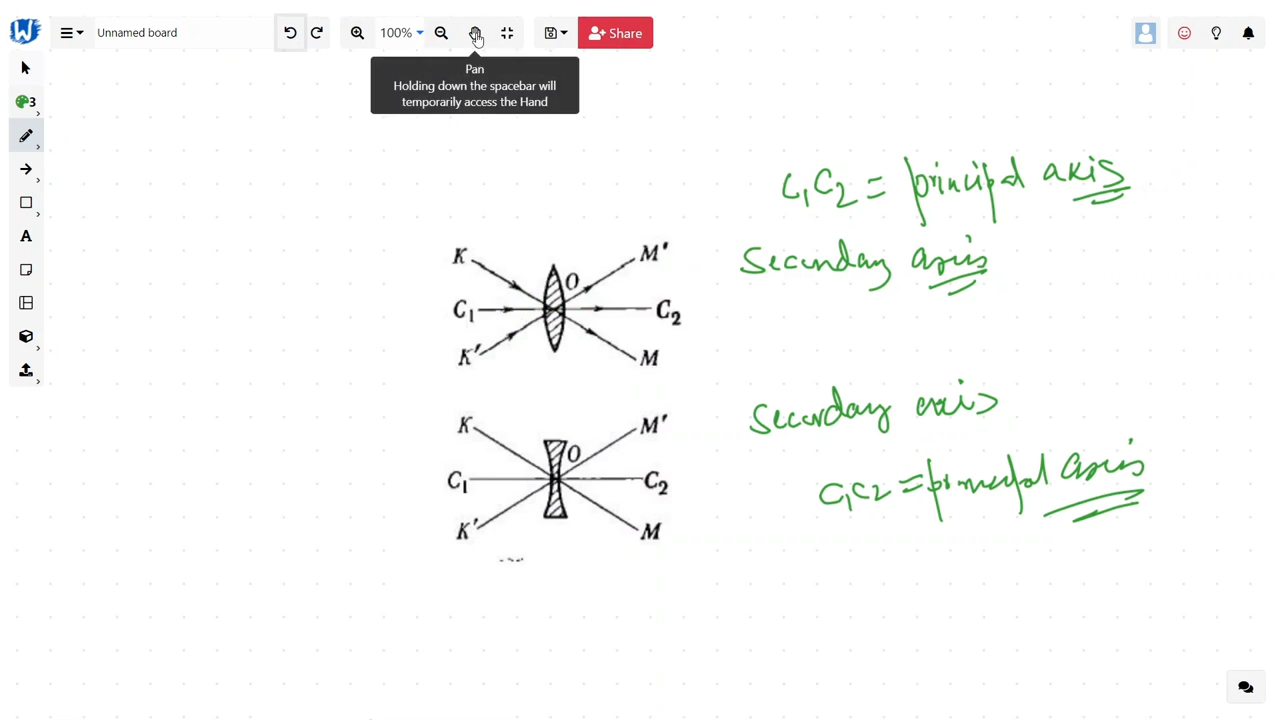 Unnamed board
100%
Share
Pan
Holding down the spacebar will
temporarily access the Hand
3
A
C₁C₂ = principal axis
Secondary axis
K M'
O
C₁ C₂
K' M
Secondary axis
C₁C₂ = principal axis
K M'
O
C₁ C₂
K' M